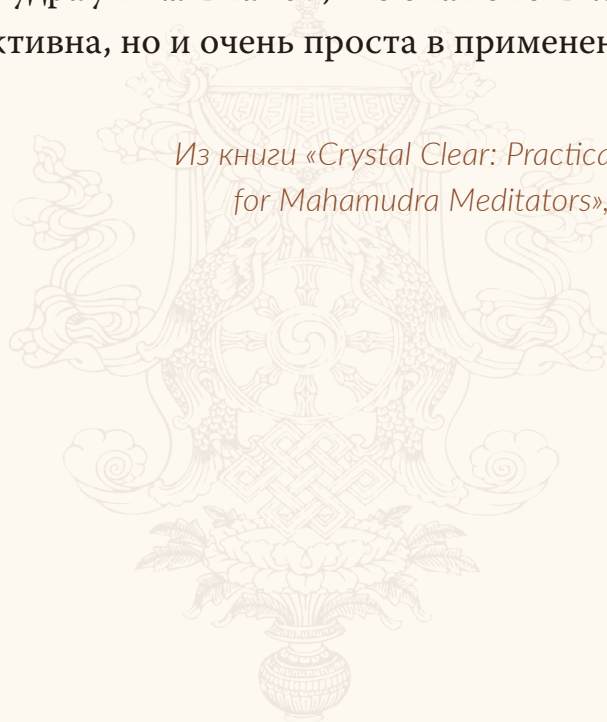 ктивна, но и очень проста в применен
Из книги «Crystal Clear: Practica
for Mahamudra Meditators»,